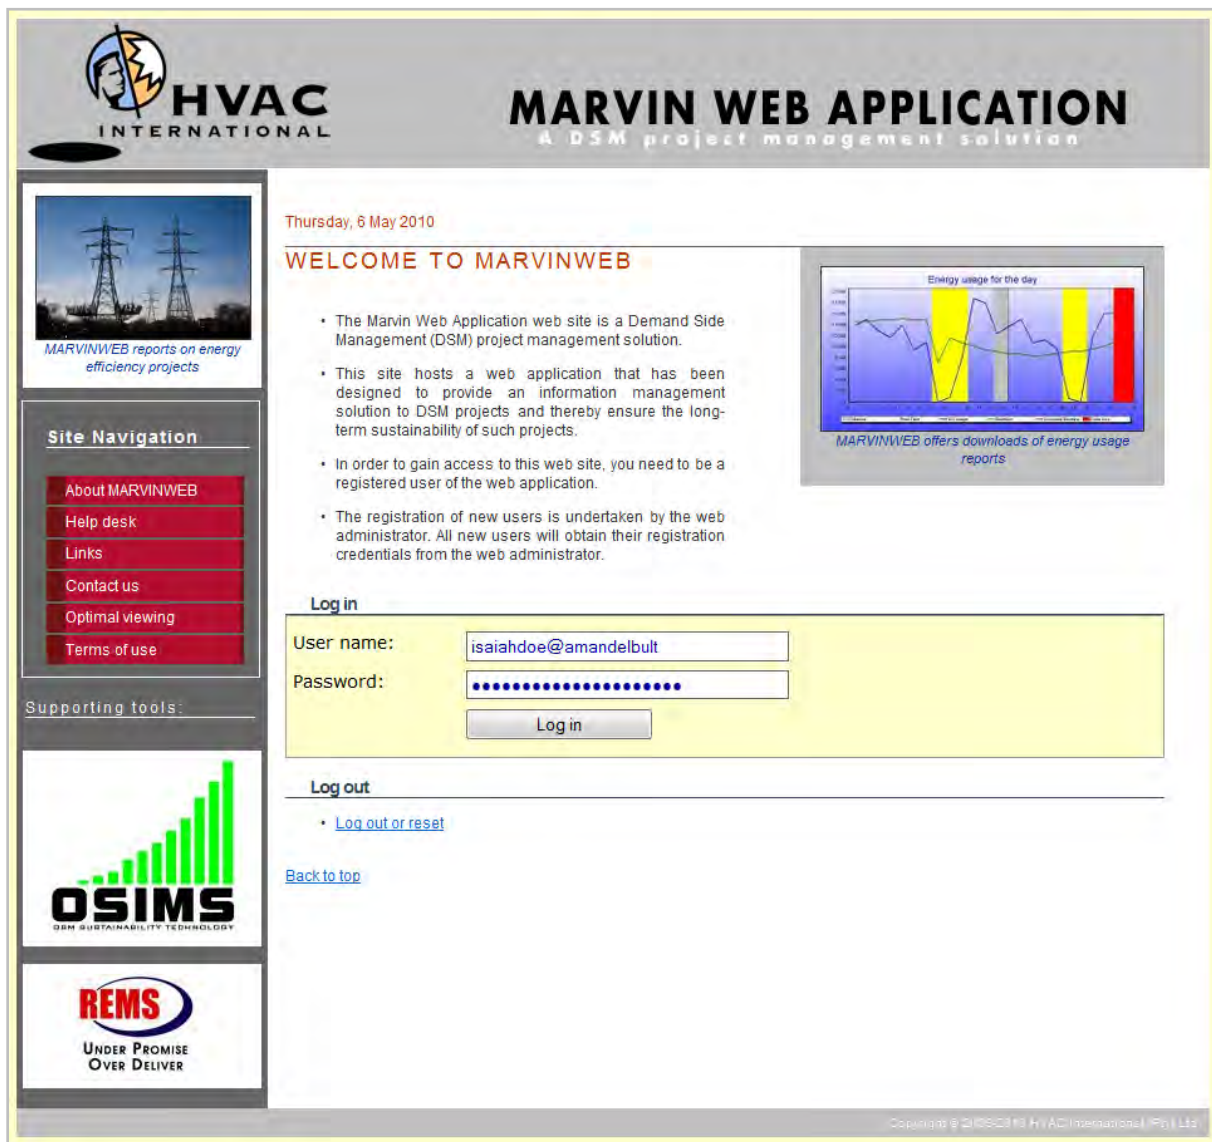 HVAC
INTERNATIONAL
MARVIN WEB APPLICATION
A DSM project management solution
MARVINWEB reports on energy
efficiency projects
Site Navigation
About MARVINWEB
Help desk
Links
Contact us
Optimal viewing
Terms of use
Supporting tools:
OSIMS
DSM SUSTAINABILITY TECHNOLOGY
REMS
UNDER PROMISE
OVER DELIVER
Thursday, 6 May 2010
WELCOME TO MARVINWEB
• The Marvin Web Application web site is a Demand Side
Management (DSM) project management solution.
• This site hosts a web application that has been
designed to provide an information management
solution to DSM projects and thereby ensure the long-
term sustainability of such projects.
• In order to gain access to this web site, you need to be a
registered user of the web application.
• The registration of new users is undertaken by the web
administrator. All new users will obtain their registration
credentials from the web administrator.
Energy usage for the day
MARVINWEB offers downloads of energy usage
reports
Log in
User name:
isaiahdoe@amandelbult
Password:
Log in
Log out
• Log out or reset
Back to top
Copyright © HVAC International (Pty) Ltd